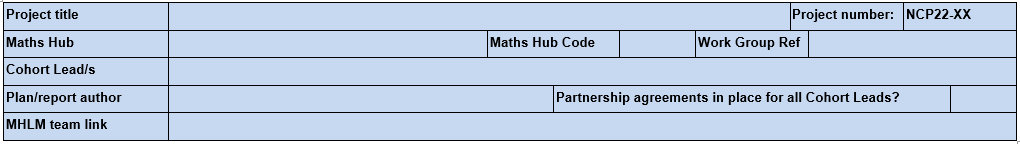 Project title Project number: NCP22-XX
Maths Hub Maths Hub Code Work Group Ref
Cohort Lead/s
Plan/report author Partnership agreements in place for all Cohort Leads?
MHLM team link